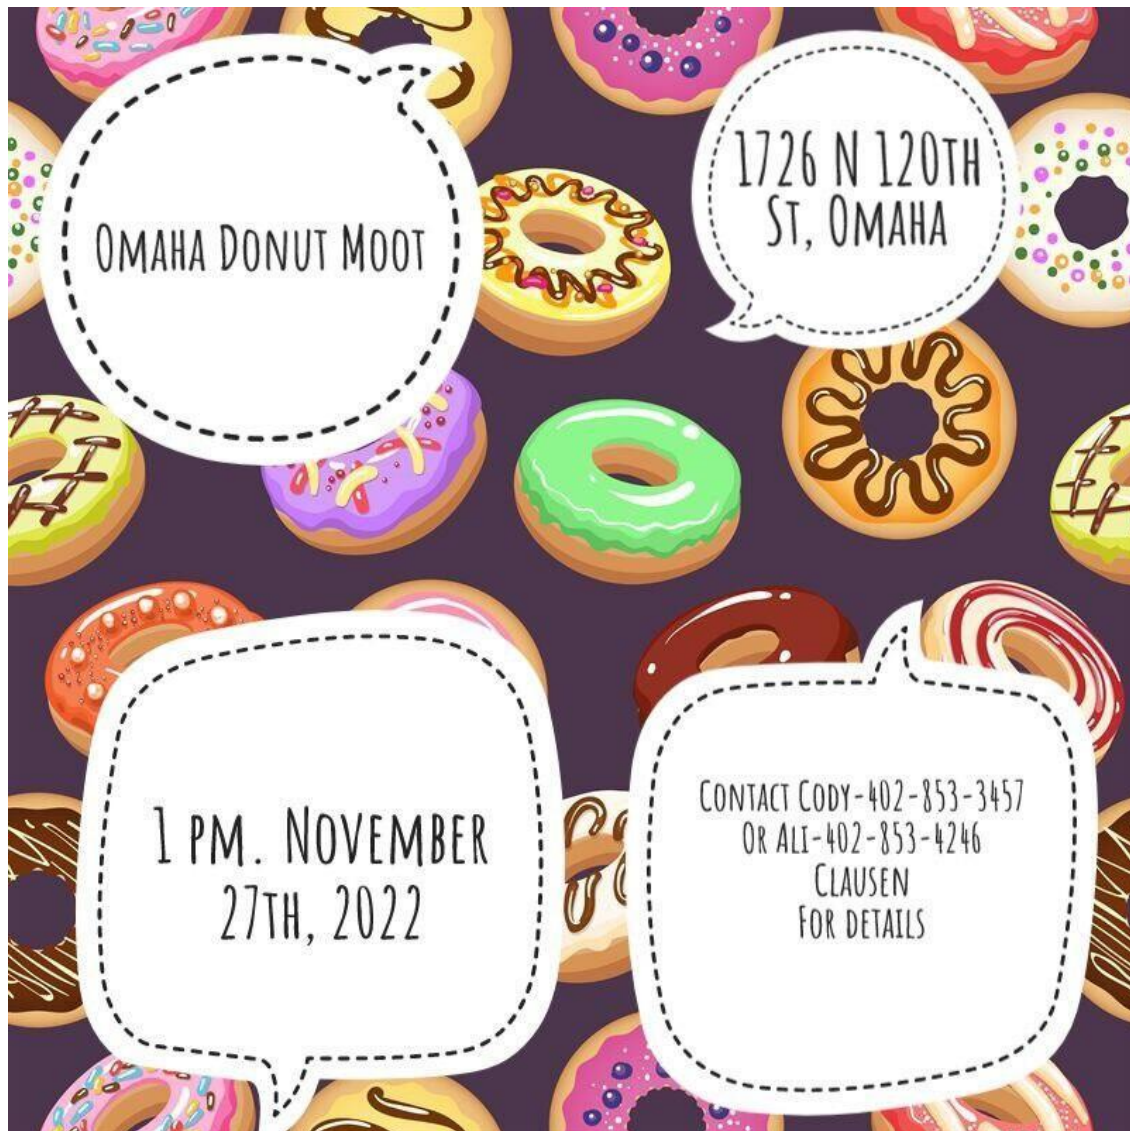 Omaha Donut Moot
1726 N 120th
St, Omaha
1 pm. November
27th, 2022
Contact Cody-402-853-3457
Or Ali-402-853-4246
Clausen
For details